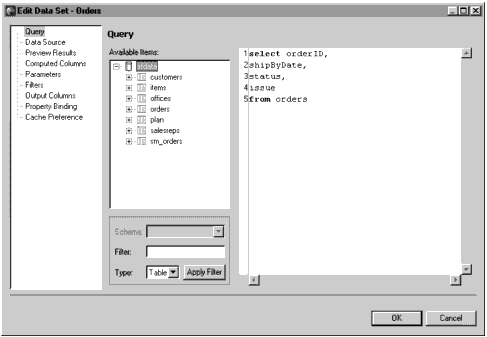 Edit Data Set - Orders
Query
Data Source
Preview Results
Computed Columns
Parameters
Filters
Output Columns
Property Binding
Cache Preference
Query
Available Items:
sfdata
customers
items
offices
orders
plan
salesreps
sm_orders
Schema:
Filter:
Type: Table Apply Filter
1 select orderID,
2 shipByDate,
3 status,
4 issue
5 from orders
OK Cancel